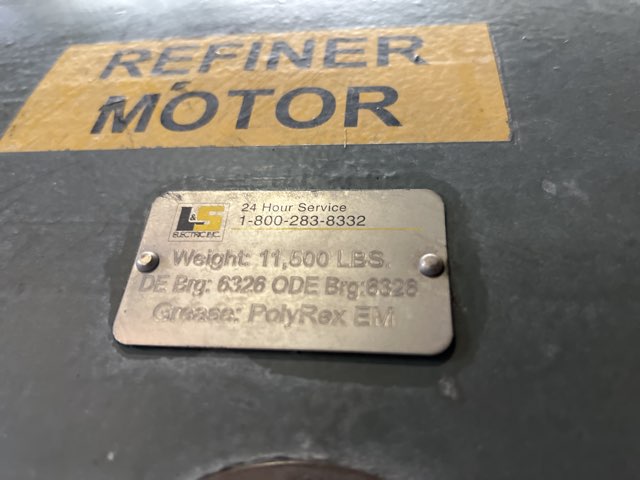 REFINER
MOTOR
L&S
ELECTRIC INC.
24 Hour Service
1-800-283-8332
Weight: 11,500 LBS.
DE Brg: 6326 ODE Brg:6326
Grease: PolyRex EM